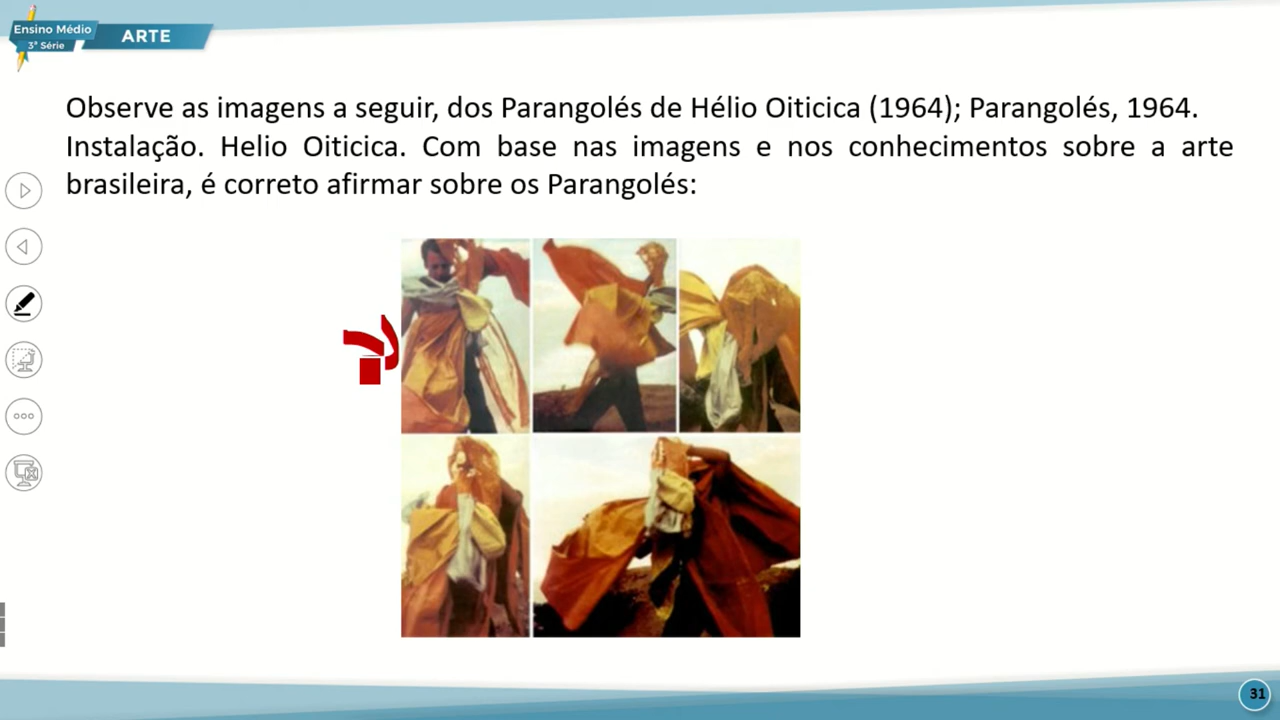 Ensino Médio
3ª Série
ARTE
Observe as imagens a seguir, dos Parangolés de Hélio Oiticica (1964); Parangolés, 1964.
Instalação. Helio Oiticica. Com base nas imagens e nos conhecimentos sobre a arte
brasileira, é correto afirmar sobre os Parangolés:
31